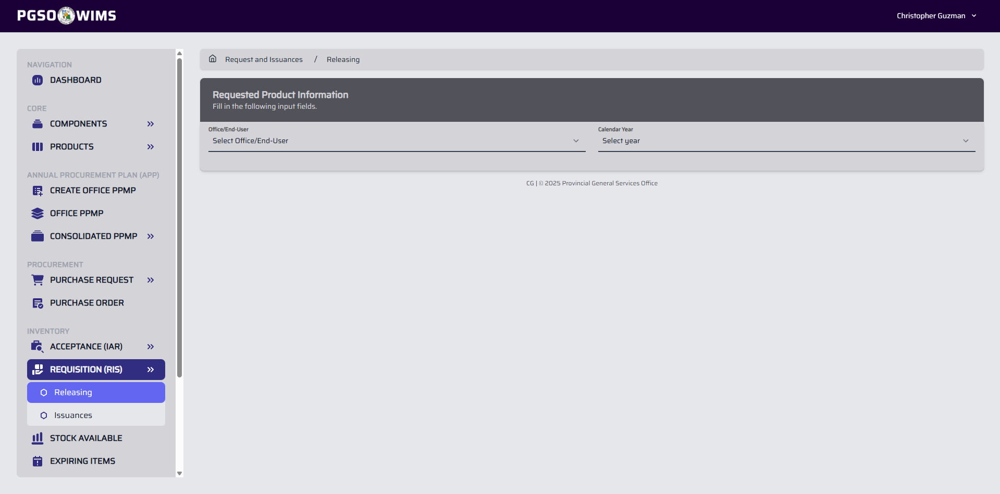 PGSO WIMS
Christopher Guzman
NAVIGATION
DASHBOARD
CORE
COMPONENTS
PRODUCTS
ANNUAL PROCUREMENT PLAN (APP)
CREATE OFFICE PPMP
OFFICE PPMP
CONSOLIDATED PPMP
PROCUREMENT
PURCHASE REQUEST
PURCHASE ORDER
INVENTORY
ACCEPTANCE (IAR)
REQUISITION (RIS)
Releasing
Issuances
STOCK AVAILABLE
EXPIRING ITEMS
Request and Issuances / Releasing
Requested Product Information
Fill in the following input fields.
Office/End-User
Select Office/End-User
Calendar Year
Select year
CG | © 2025 Provincial General Services Office